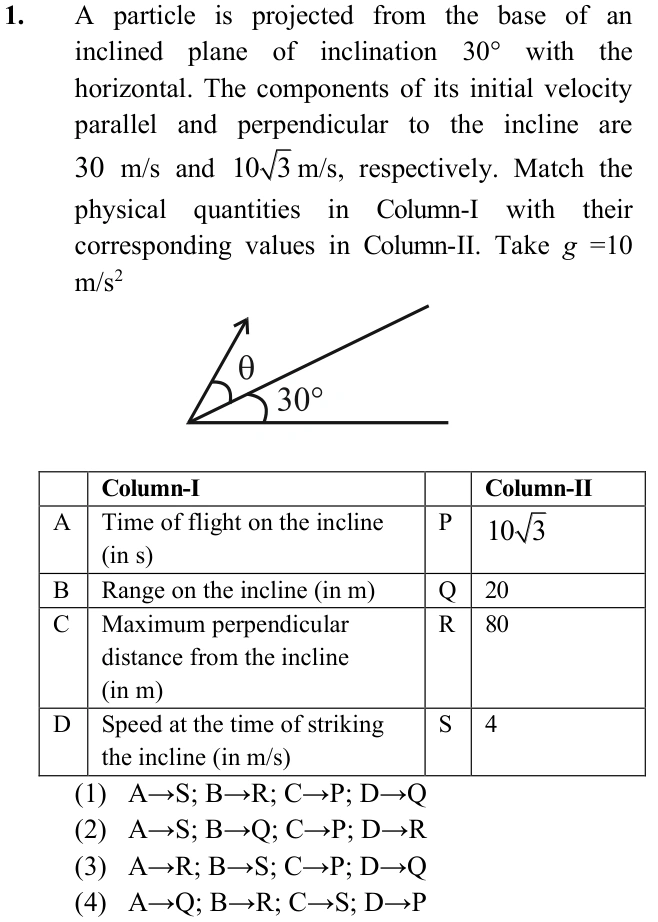 1. A particle is projected from the base of an
inclined plane of inclination 30° with the
horizontal. The components of its initial velocity
parallel and perpendicular to the incline are
30 m/s and 10√3 m/s, respectively. Match the
physical quantities in Column-I with their
corresponding values in Column-II. Take g =10
m/s²
θ
30°
Column-I Column-II
A Time of flight on the incline P 10√3
(in s)
B Range on the incline (in m) Q 20
C Maximum perpendicular R 80
distance from the incline
(in m)
D Speed at the time of striking S 4
the incline (in m/s)
(1) A→S; B→R; C→P; D→Q
(2) A→S; B→Q; C→P; D→R
(3) A→R; B→S; C→P; D→Q
(4) A→Q; B→R; C→S; D→P